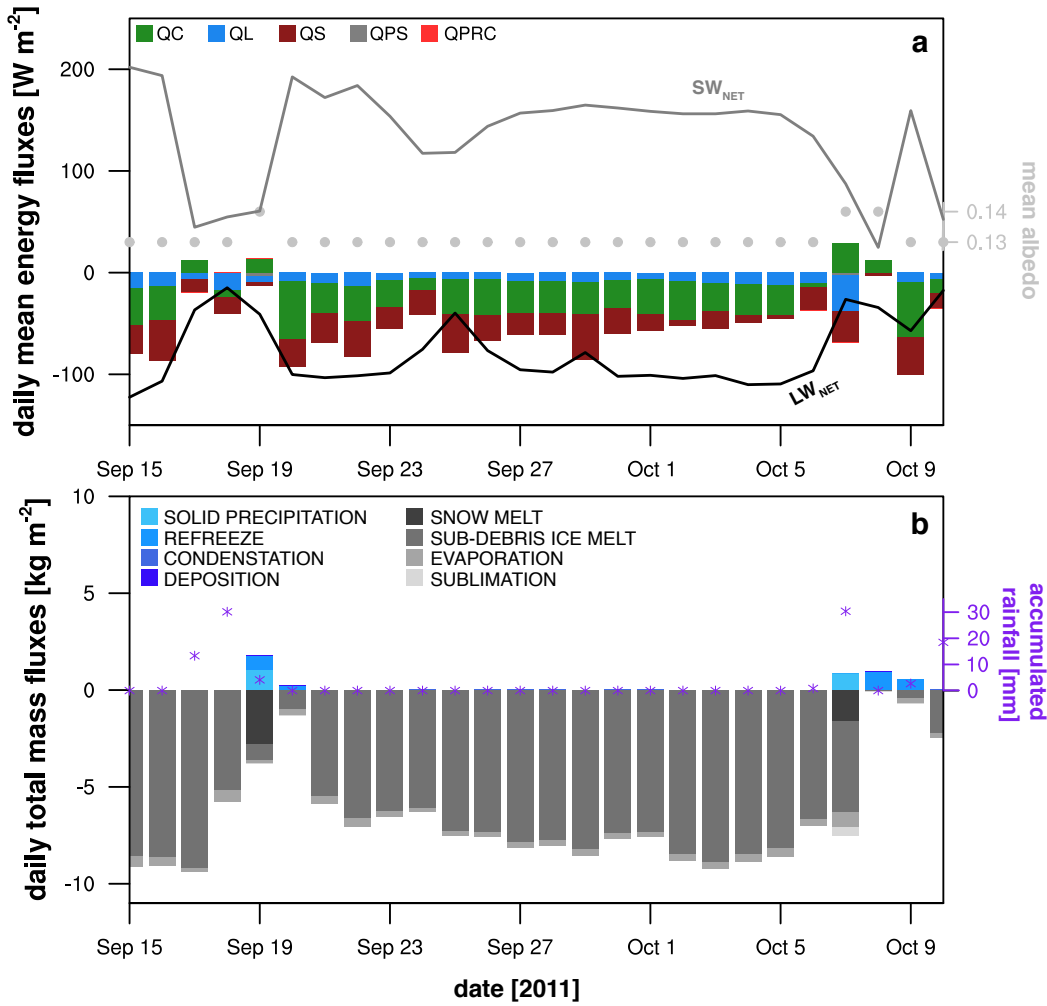 QC QL QS QPS QPRC
a
daily mean energy fluxes [W m-2]
200
100
0
-100
SWNET
LWNET
mean albedo
0.14
0.13
Sep 15 Sep 19 Sep 23 Sep 27 Oct 1 Oct 5 Oct 9
b
daily total mass fluxes [kg m-2]
10
5
0
-5
-10
SOLID PRECIPITATION
REFREEZE
CONDENSTATION
DEPOSITION
SNOW MELT
SUB-DEBRIS ICE MELT
EVAPORATION
SUBLIMATION
accumulated
rainfall [mm]
30
20
10
0
Sep 15 Sep 19 Sep 23 Sep 27 Oct 1 Oct 5 Oct 9
date [2011]